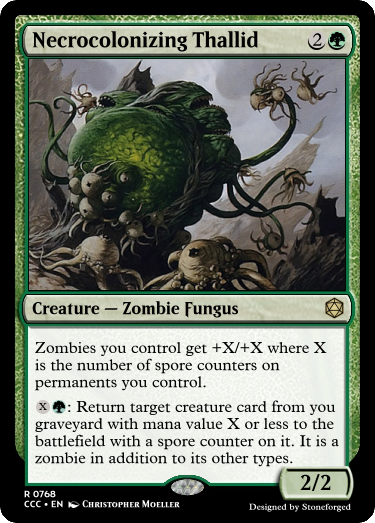 Necrocolonizing Thallid 2
Creature — Zombie Fungus
Zombies you control get +X/+X where X
is the number of spore counters on
permanents you control.
X : Return target creature card from you
graveyard with mana value X or less to the
battlefield with a spore counter on it. It is a
zombie in addition to its other types.
2/2
R 0768
CCC • EN Christopher Moeller
Designed by Stoneforged